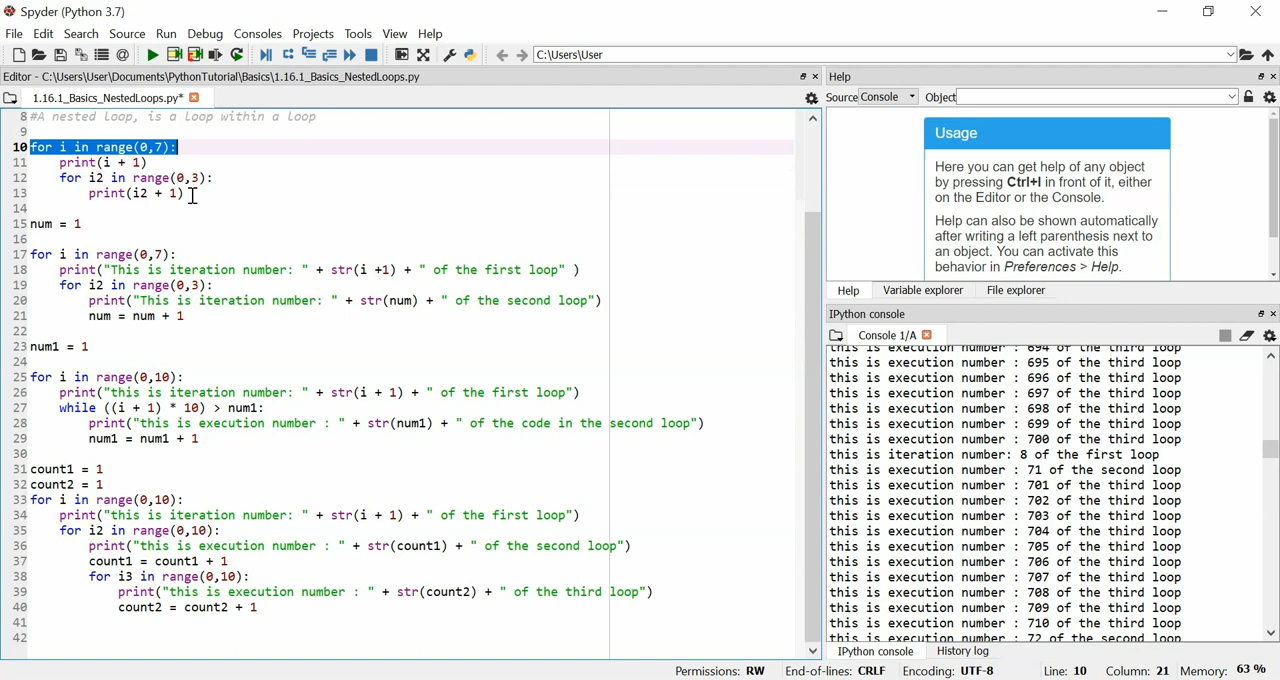 Spyder (Python 3.7)
File Edit Search Source Run Debug Consoles Projects Tools View Help
C:\Users\User
Editor - C:\Users\User\Documents\PythonTutorial\Basics\1.16.1_Basics_NestedLoops.py
1.16.1_Basics_NestedLoops.py*
8 #A nested loop, is a loop within a loop
9
10 for i in range(0,7):
11 print(i + 1)
12 for i2 in range(0,3):
13 print(i2 + 1)
14
15 num = 1
16
17 for i in range(0,7):
18 print("This is iteration number: " + str(i +1) + " of the first loop" )
19 for i2 in range(0,3):
20 print("This is iteration number: " + str(num) + " of the second loop")
21 num = num + 1
22
23 num1 = 1
24
25 for i in range(0,10):
26 print("this is iteration number: " + str(i + 1) + " of the first loop")
27 while ((i + 1) * 10) > num1:
28 print("this is execution number : " + str(num1) + " of the code in the second loop")
29 num1 = num1 + 1
30
31 count1 = 1
32 count2 = 1
33 for i in range(0,10):
34 print("this is iteration number: " + str(i + 1) + " of the first loop")
35 for i2 in range(0,10):
36 print("this is execution number : " + str(count1) + " of the second loop")
37 count1 = count1 + 1
38 for i3 in range(0,10):
39 print("this is execution number : " + str(count2) + " of the third loop")
40 count2 = count2 + 1
41
42
Help
Source Console Object
Usage
Here you can get help of any object
by pressing Ctrl+I in front of it, either
on the Editor or the Console.
Help can also be shown automatically
after writing a left parenthesis next to
an object. You can activate this
behavior in Preferences > Help.
Help Variable explorer File explorer
IPython console
Console 1/A
this is execution number : 694 of the third loop
this is execution number : 695 of the third loop
this is execution number : 696 of the third loop
this is execution number : 697 of the third loop
this is execution number : 698 of the third loop
this is execution number : 699 of the third loop
this is execution number : 700 of the third loop
this is iteration number: 8 of the first loop
this is execution number : 71 of the second loop
this is execution number : 701 of the third loop
this is execution number : 702 of the third loop
this is execution number : 703 of the third loop
this is execution number : 704 of the third loop
this is execution number : 705 of the third loop
this is execution number : 706 of the third loop
this is execution number : 707 of the third loop
this is execution number : 708 of the third loop
this is execution number : 709 of the third loop
this is execution number : 710 of the third loop
this is execution number : 72 of the second loop
IPython console History log
Permissions: RW End-of-lines: CRLF Encoding: UTF-8 Line: 10 Column: 21 Memory: 63 %